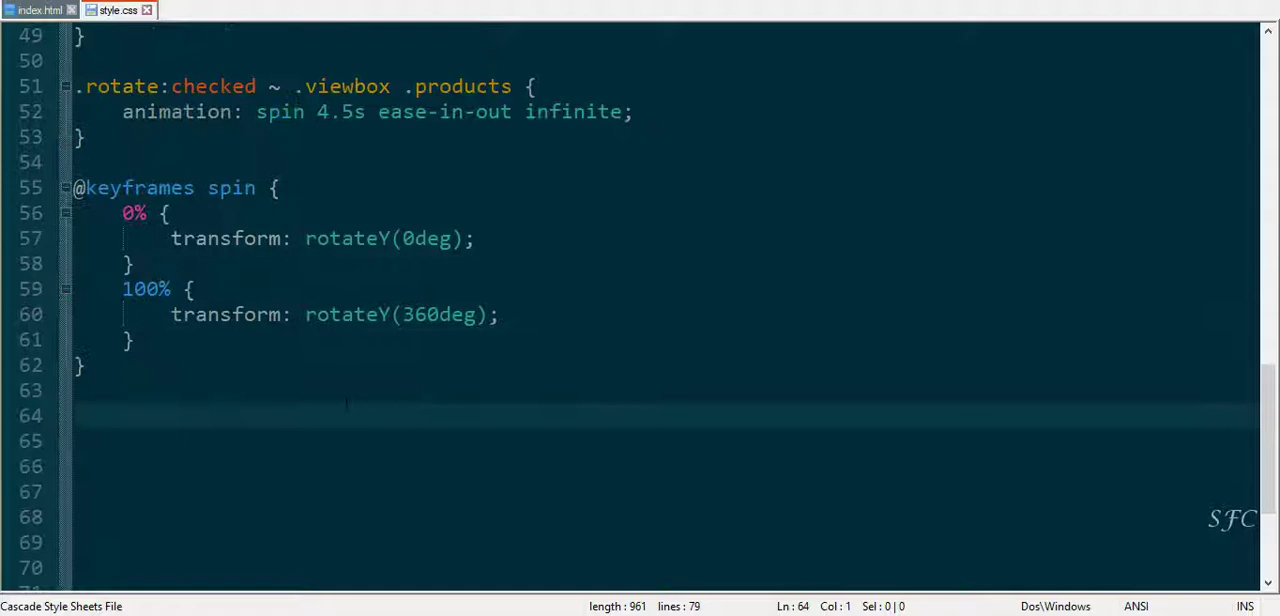 index.html style.css
49 }
50
51 .rotate:checked ~ .viewbox .products {
52 animation: spin 4.5s ease-in-out infinite;
53 }
54
55 @keyframes spin {
56 0% {
57 transform: rotateY(0deg);
58 }
59 100% {
60 transform: rotateY(360deg);
61 }
62 }
63
64
65
66
67
68
SFC
69
70
Cascade Style Sheets File length : 961 lines : 79 Ln : 64 Col : 1 Sel : 0 | 0 Dos\Windows ANSI INS